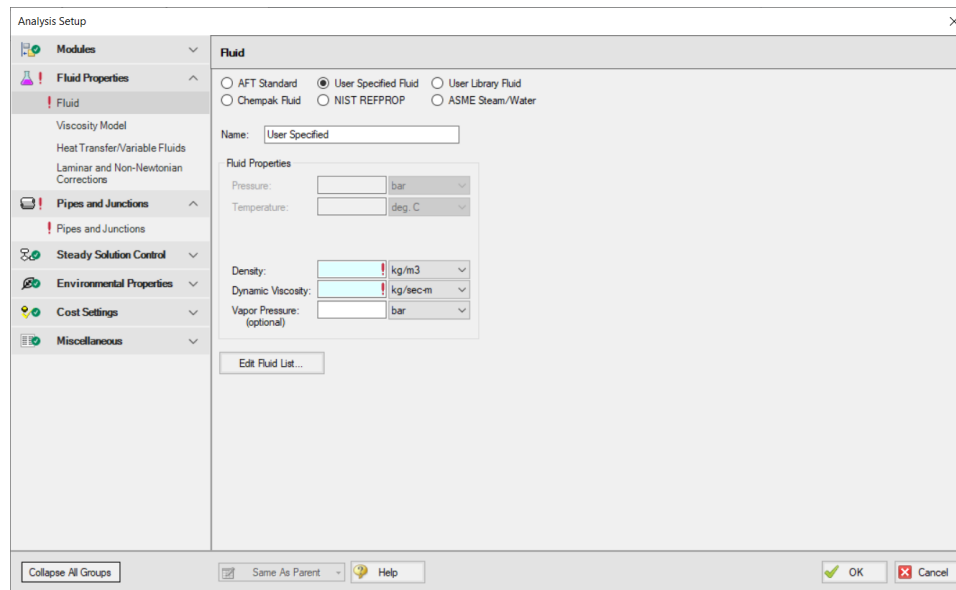 Analysis Setup
Modules
Fluid Properties
Fluid
Viscosity Model
Heat Transfer/Variable Fluids
Laminar and Non-Newtonian
Corrections
Pipes and Junctions
Pipes and Junctions
Steady Solution Control
Environmental Properties
Cost Settings
Miscellaneous
Collapse All Groups
Fluid
AFT Standard User Specified Fluid User Library Fluid
Chempak Fluid NIST REFPROP ASME Steam/Water
Name: User Specified
Fluid Properties
Pressure: bar
Temperature: deg. C
Density: ! kg/m3
Dynamic Viscosity: ! kg/sec-m
Vapor Pressure: bar
(optional)
Edit Fluid List...
Same As Parent Help OK Cancel